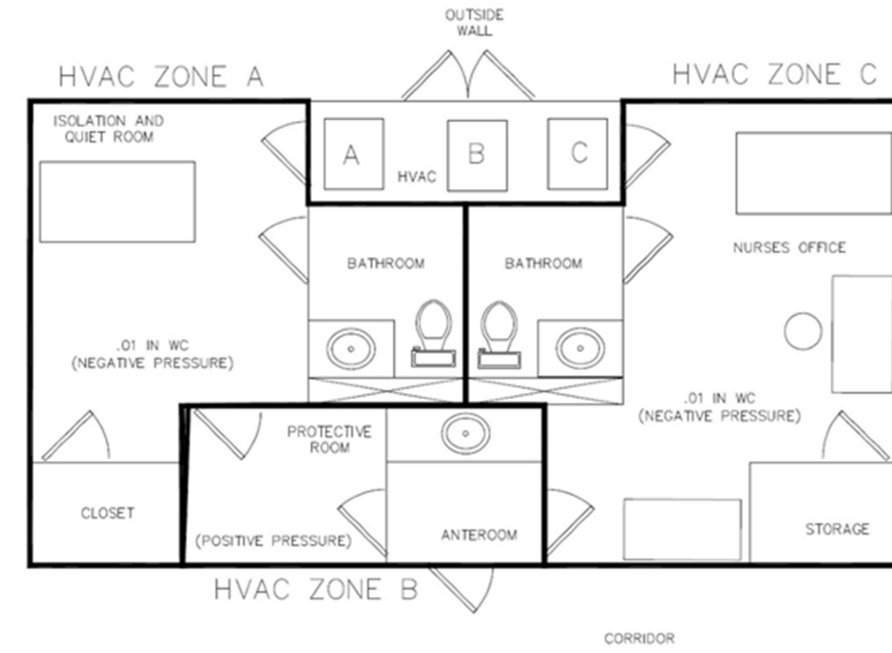 OUTSIDE
WALL
HVAC ZONE A
HVAC ZONE C
ISOLATION AND
QUIET ROOM
A
B
C
HVAC
NURSES OFFICE
BATHROOM
BATHROOM
.01 IN WC
(NEGATIVE PRESSURE)
.01 IN WC
(NEGATIVE PRESSURE)
PROTECTIVE
ROOM
CLOSET
(POSITIVE PRESSURE)
ANTEROOM
STORAGE
HVAC ZONE B
CORRIDOR